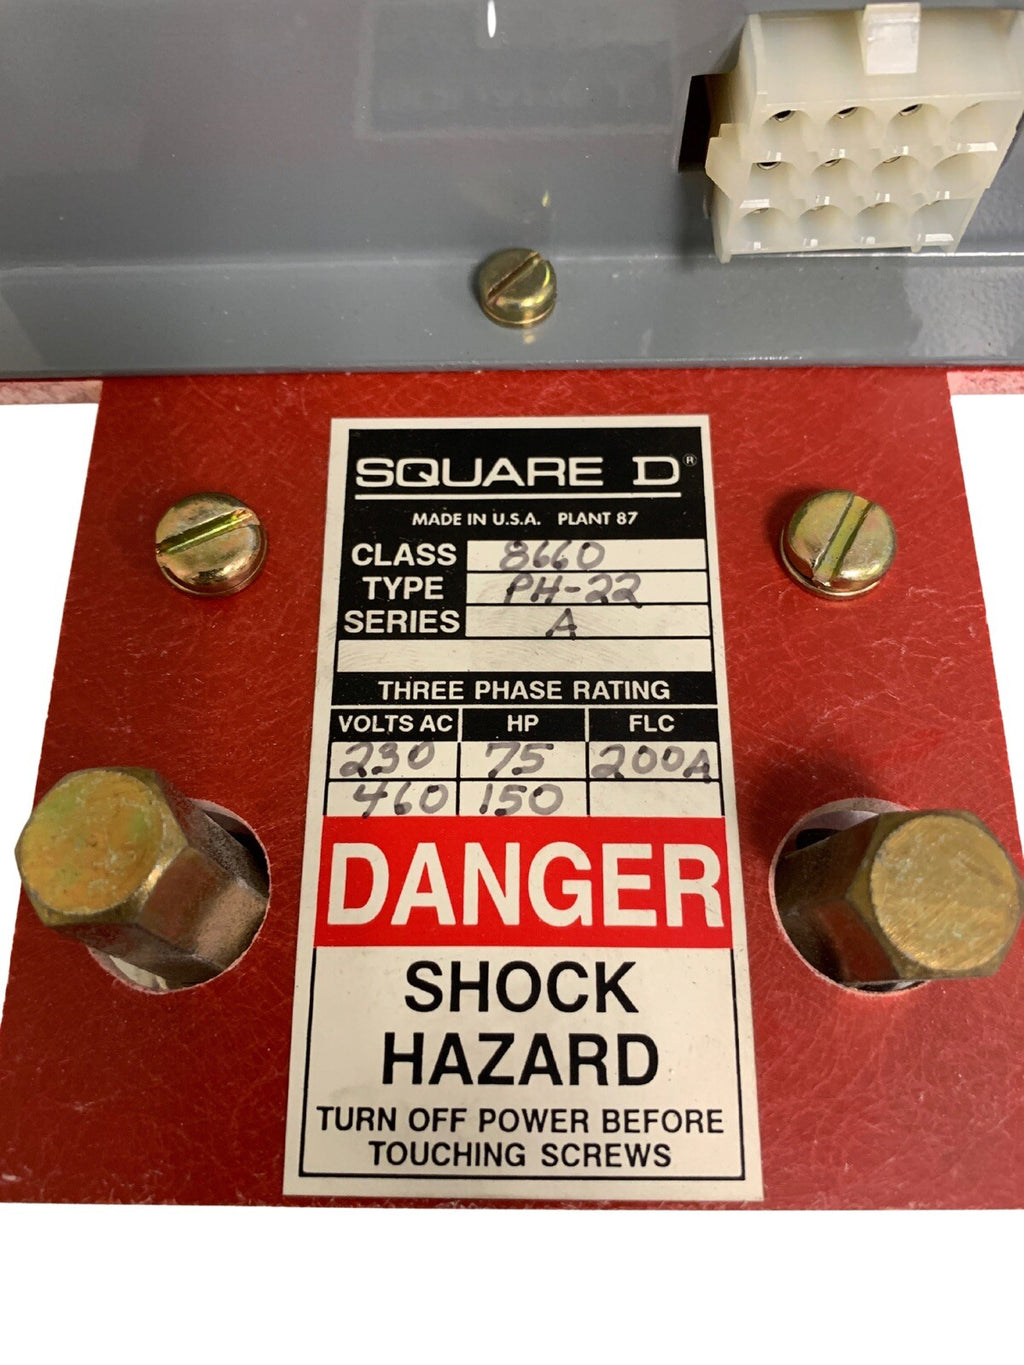 SQUARE D®
MADE IN U.S.A. PLANT 87
CLASS 8660
TYPE PH-22
SERIES A
THREE PHASE RATING
VOLTS AC HP FLC
230 75 200A
460 150
DANGER
SHOCK
HAZARD
TURN OFF POWER BEFORE
TOUCHING SCREWS